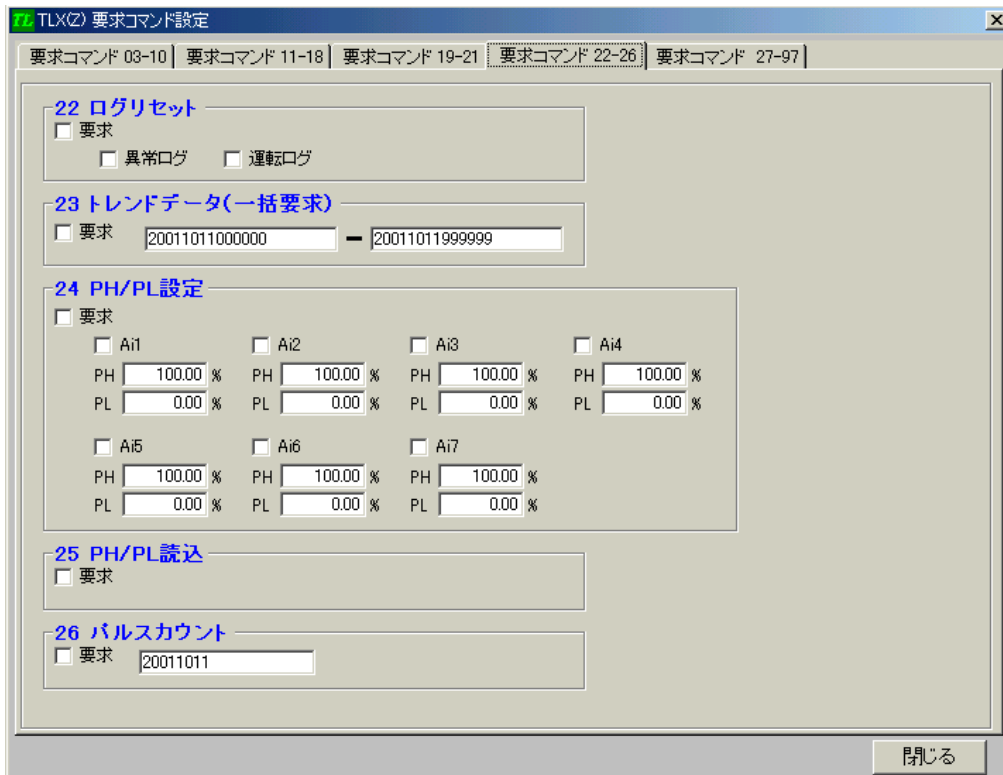 TL TLX(Z) 要求コマンド設定
要求コマンド 03-10 要求コマンド 11-18 要求コマンド 19-21 要求コマンド 22-26 要求コマンド 27-97
22 ログリセット
要求
異常ログ 運転ログ
23 トレンドデータ(一括要求)
要求 20011011000000 ー 20011011999999
24 PH/PL設定
要求
Ai1 Ai2 Ai3 Ai4
PH 100.00 % PH 100.00 % PH 100.00 % PH 100.00 %
PL 0.00 % PL 0.00 % PL 0.00 % PL 0.00 %
Ai5 Ai6 Ai7
PH 100.00 % PH 100.00 % PH 100.00 %
PL 0.00 % PL 0.00 % PL 0.00 %
25 PH/PL読込
要求
26 パルスカウント
要求 20011011
閉じる